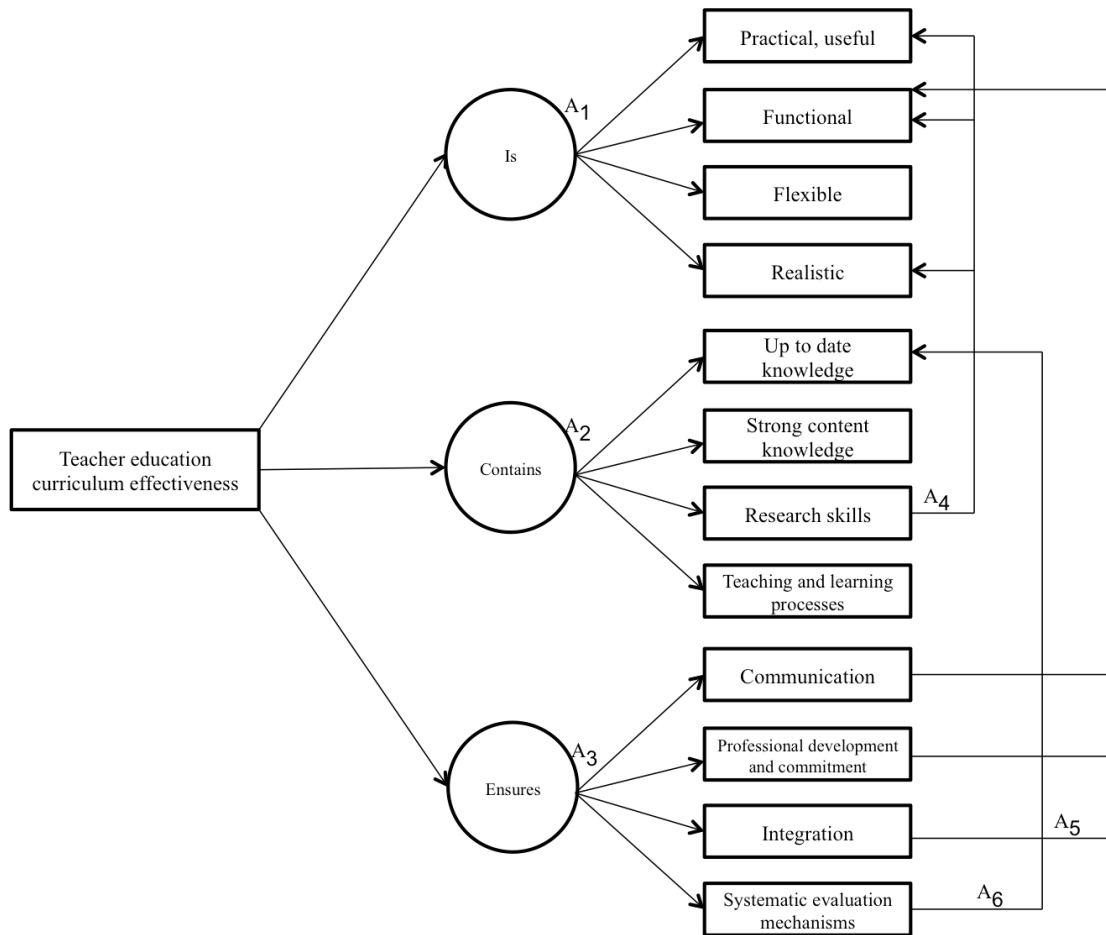 Practical, useful
A1
Functional
Is
Flexible
Realistic
Up to date
knowledge
A2
Strong content
knowledge
Teacher education
curriculum effectiveness
Contains
Research skills
A4
Teaching and learning
processes
Communication
A3
Professional development
and commitment
Ensures
Integration
A5
Systematic evaluation
mechanisms
A6